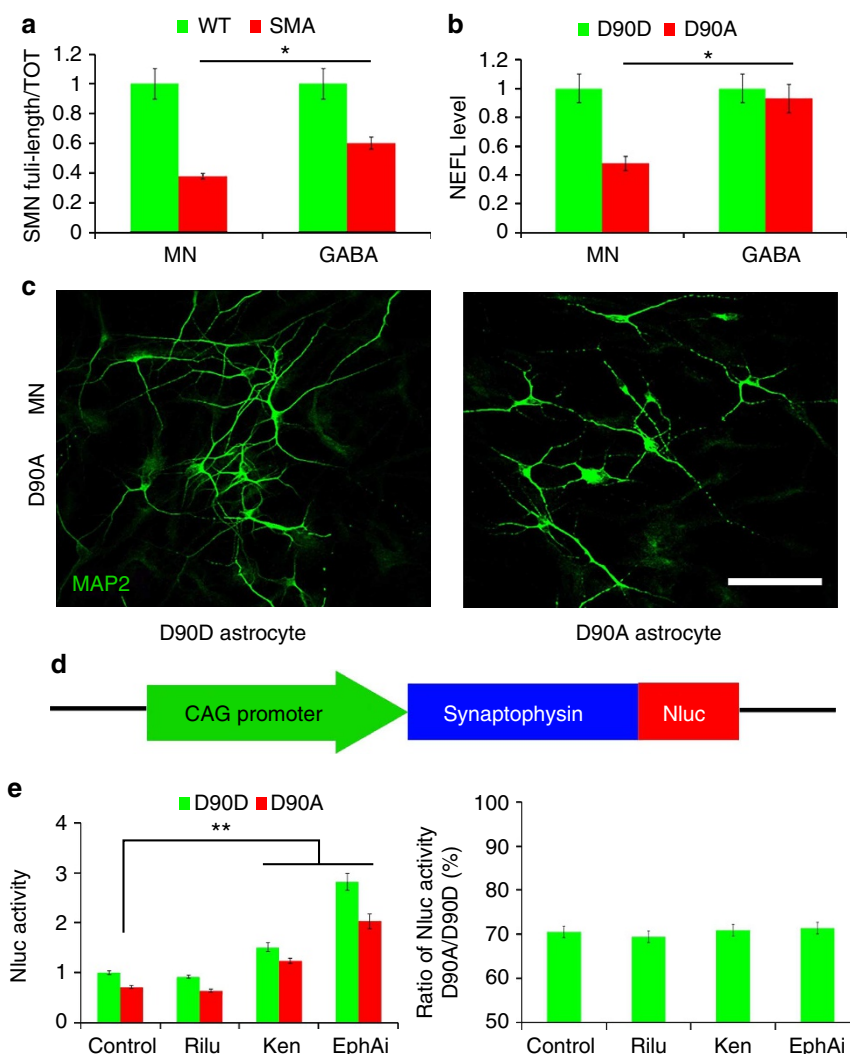 a
WT SMA
*
SMN full-length/TOT
1.2
1
0.8
0.6
0.4
0.2
0
MN GABA
b
D90D D90A
*
NEFL level
1.2
1
0.8
0.6
0.4
0.2
0
MN GABA
c
D90A MN
MAP2
D90D astrocyte
D90A astrocyte
d
CAG promoter Synaptophysin Nluc
e
D90D D90A
**
Nluc activity
4
3
2
1
0
Control Rilu Ken EphAi
Ratio of Nluc activity
D90A/D90D (%)
100
90
80
70
60
50
Control Rilu Ken EphAi